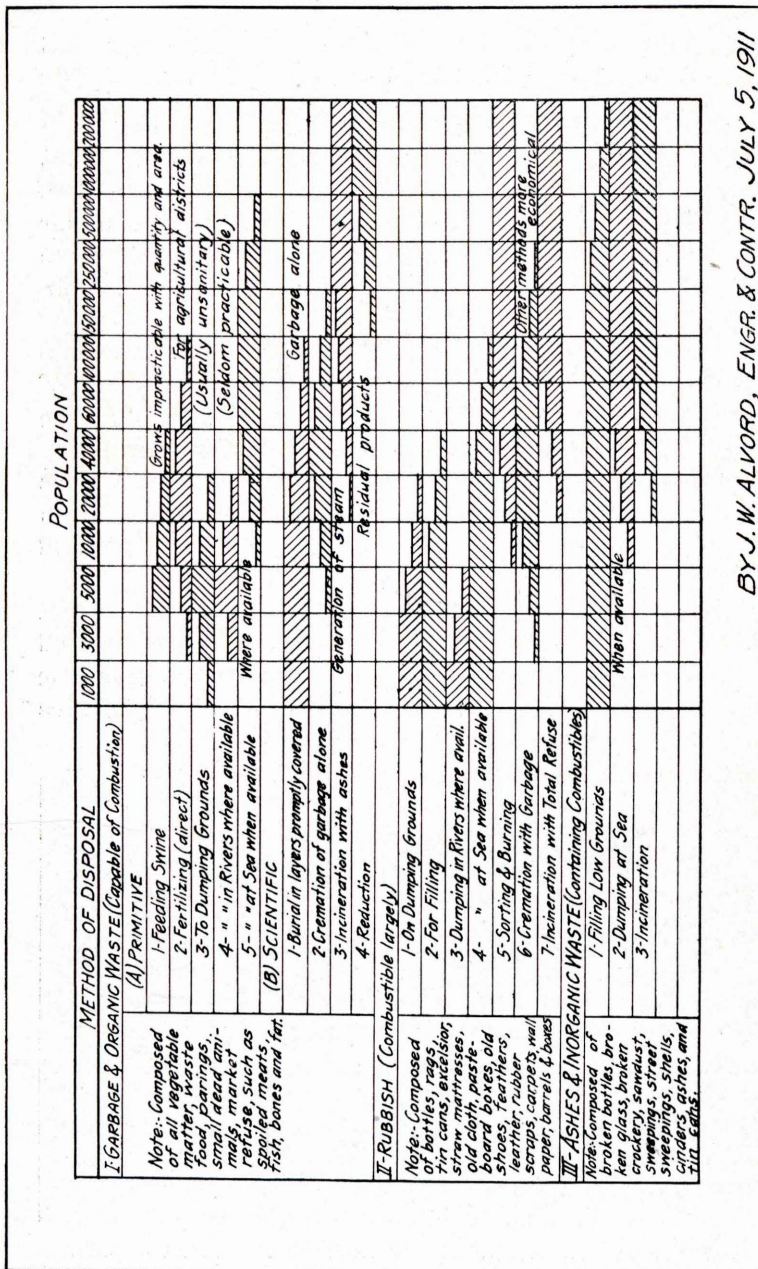 POPULATION
METHOD OF DISPOSAL 1000 3000 5000 10000 20000 40000 60000 100000 150000 250000 500000 1000000 2000000
I-GARBAGE & ORGANIC WASTE (Capable of Combustion)
(A) PRIMITIVE
Note:- Composed
of all vegetable
matter, waste
food, parings,
small dead ani-
mals, market
refuse, such as
spoiled meats,
fish, bones and fat.
1-Feeding Swine
Grows impracticable with quantity and area.
2-Fertilizing (direct)
For agricultural districts
3-To Dumping Grounds
(Usually unsanitary)
4- " " in Rivers where available
(Seldom practicable)
5- " " at Sea when available
Where available
(B) SCIENTIFIC
1-Burial in layers promptly covered
Garbage alone
2-Cremation of garbage alone
3-Incineration with ashes
Generation of steam
4-Reduction
Residual products
II-RUBBISH (Combustible largely)
Note:- Composed
of bottles, rags,
tin cans, excelsior,
straw mattresses,
old cloth, paste-
board boxes, old
shoes, feathers,
leather, rubber
scraps, carpets, wall
paper, barrels & boxes
1-On Dumping Grounds
2-For Filling
3-Dumping in Rivers where avail.
4- " at Sea when available
5-Sorting & Burning
6-Cremation with Garbage
Other methods more
economical
7-Incineration with Total Refuse
III-ASHES & INORGANIC WASTE (Containing Combustibles)
Note:- Composed of
broken bottles, bro-
ken glass, broken
crockery, sawdust,
sweepings, street
sweepings, shells,
cinders, ashes, and
tin cans.
1-Filling Low Grounds
2-Dumping at Sea
When available
3-Incineration
BY J. W. ALVORD, ENGR. & CONTR. JULY 5, 1911